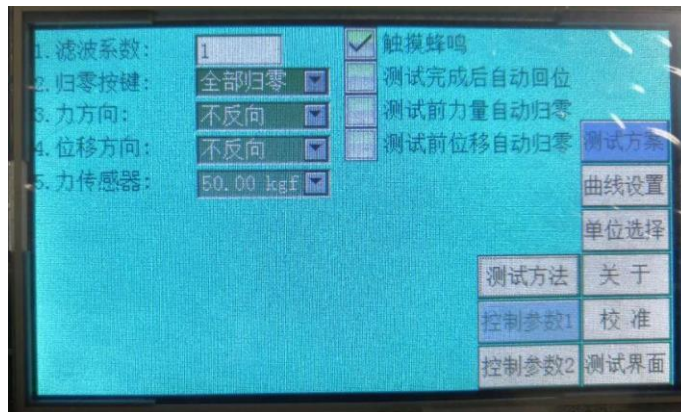 1.滤波系数: 1
2.归零按键: 全部归零
3.力方向: 不反向
4.位移方向: 不反向
5.力传感器: 50.00 kgf
触摸蜂鸣
测试完成后自动回位
测试前力量自动归零
测试前位移自动归零
测试方案
曲线设置
单位选择
测试方法 关于
控制参数1 校准
控制参数2 测试界面